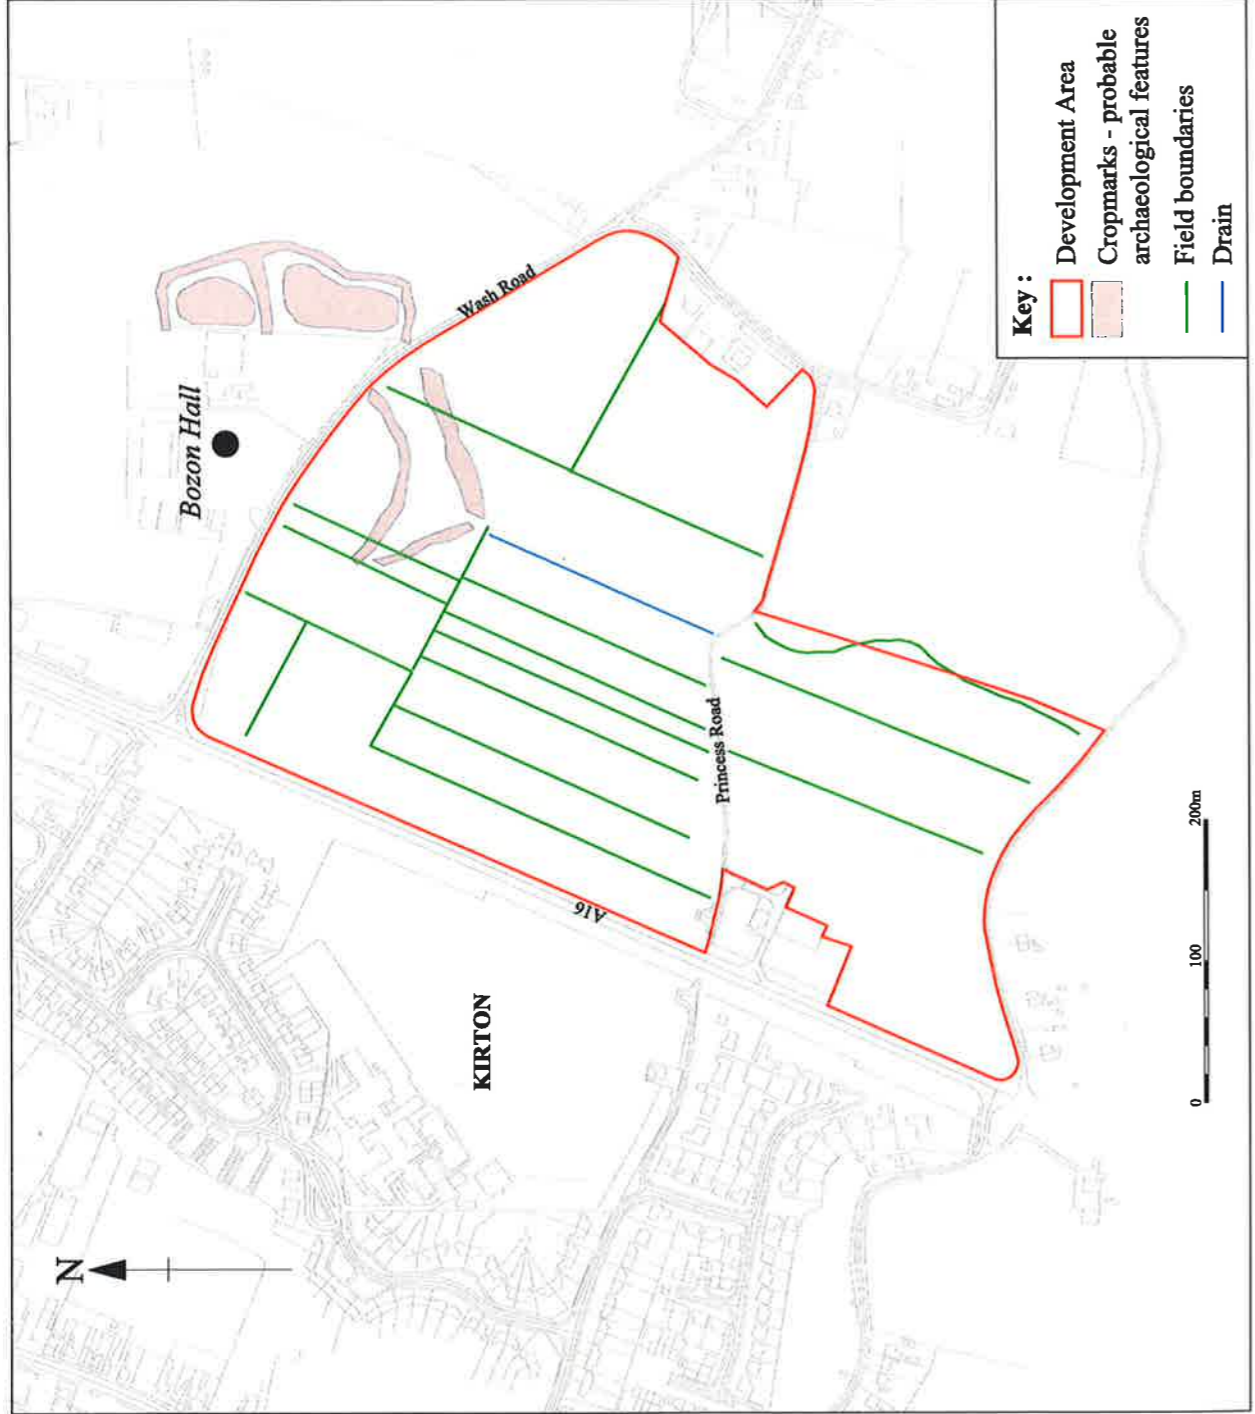 N
Bozon Hall
Wash Road
KIRTON
A16
Princess Road
Key :
Development Area
Cropmarks - probable
archaeological features
Field boundaries
Drain
0 100 200m